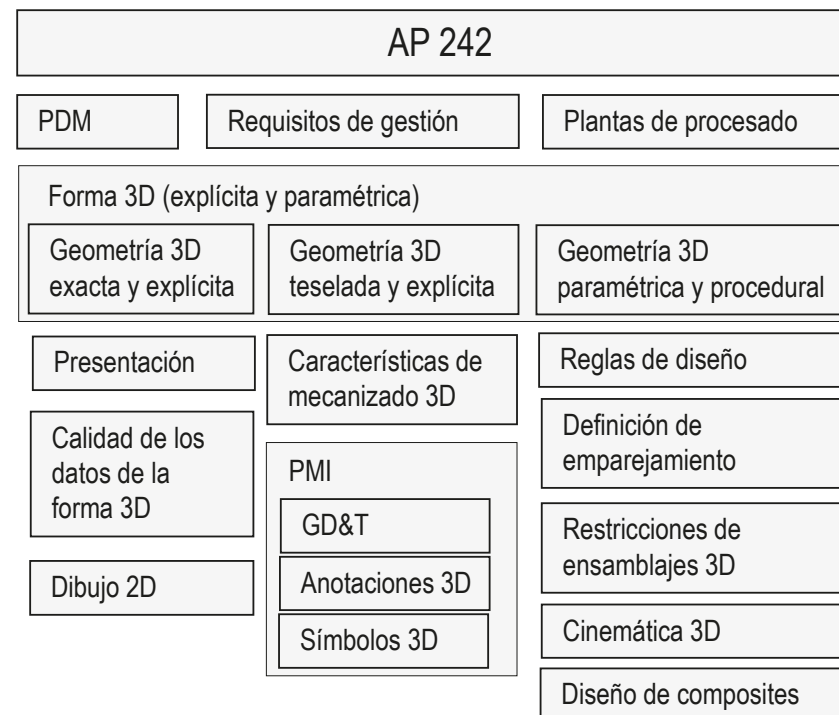 AP 242
PDM
Requisitos de gestión
Plantas de procesado
Forma 3D (explícita y paramétrica)
Geometría 3D
exacta y explícita
Geometría 3D
teselada y explícita
Geometría 3D
paramétrica y procedural
Presentación
Calidad de los
datos de la
forma 3D
Dibujo 2D
Características de
mecanizado 3D
PMI
GD&T
Anotaciones 3D
Símbolos 3D
Reglas de diseño
Definición de
emparejamiento
Restricciones de
ensamblajes 3D
Cinemática 3D
Diseño de composites